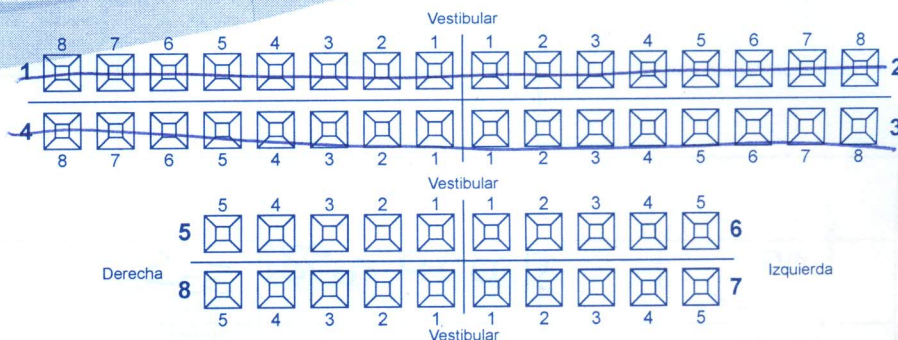 Vestibular
8 7 6 5 4 3 2 1 1 2 3 4 5 6 7 8
1 2
4 3
8 7 6 5 4 3 2 1 1 2 3 4 5 6 7 8
Vestibular
5 4 3 2 1 1 2 3 4 5
5 6
Derecha Izquierda
8 7
5 4 3 2 1 1 2 3 4 5
Vestibular